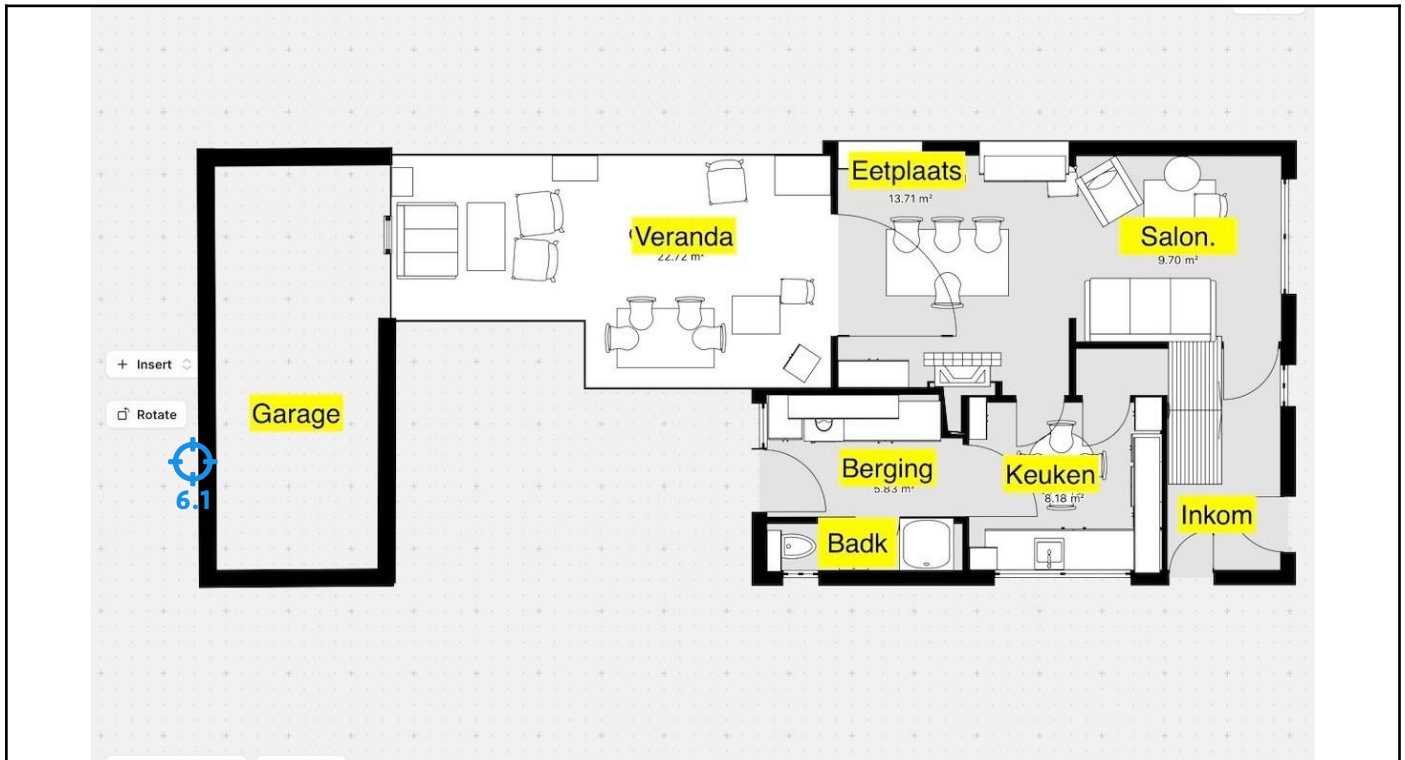 Eetplaats
13.71 m²
Veranda
22.72 m²
Salon.
9.70 m²
+ Insert
Rotate
Garage
6.1
Berging
5.83 m²
Keuken
8.18 m²
Inkom
Badk